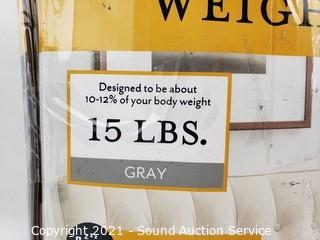 WEIGH
Designed to be about
10-12% of your body weight
15 LBS.
GRAY
Copyright 2021 - Sound Auction Service